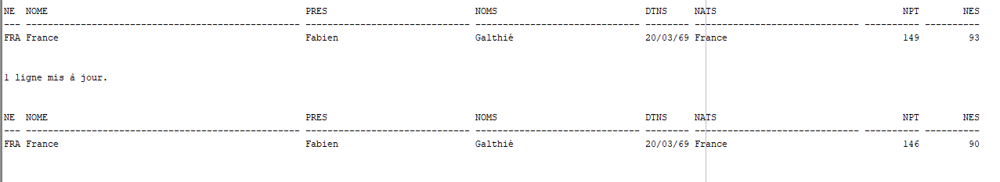 NE NOME PRES NOMS DTNS NATS NPT NES
--- -------------------------------------------------- ------------------------------ ------------------------------ -------- ------------------------------ ---------- ----------
FRA France Fabien Galthié 20/03/69 France 149 93
1 ligne mis à jour.
NE NOME PRES NOMS DTNS NATS NPT NES
--- -------------------------------------------------- ------------------------------ ------------------------------ -------- ------------------------------ ---------- ----------
FRA France Fabien Galthié 20/03/69 France 146 90